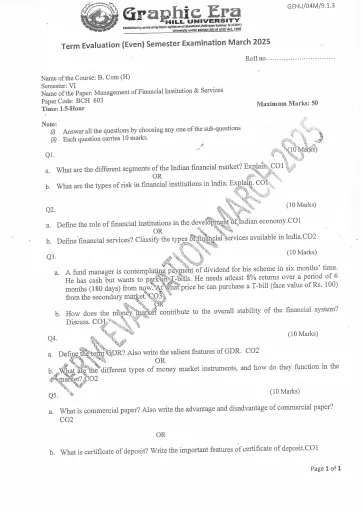 GEHU/04M/9.1.3
Graphic Era
HILL UNIVERSITY
Term Evaluation (Even) Semester Examination March 2025
Roll no.
Name of the Course: B. Com (H)
Semester: VI
Name of the Paper: Management of Financial Institution & Services
Paper Code: BCH 603
Time: 1.5-Hour
Maximum Marks: 50
Note:
(i) Answer all the questions by choosing any one of the sub-questions
(ii) Each question carries 10 marks.
Q1.
(10 Marks)
a. What are the different segments of the Indian financial market? Explain. CO1
OR
b. What are the types of risk in financial institutions in India. Explain. CO1
Q2.
(10 Marks)
a. Define the role of financial institutions in the development of Indian economy.CO1
OR
b. Define financial services? Classify the types of financial services available in India.CO2
Q3.
(10 Marks)
a. A fund manager is contemplating payment of dividend for his scheme in six months' time.
He has cash but wants to park in T-bills. He needs atleast 8% returns over a period of 6
months (180 days) from now. At what price he can purchase a T-bill (face value of Rs. 100)
from the secondary market. CO3
OR
b. How does the money market contribute to the overall stability of the financial system?
Discuss. CO1
Q4.
(10 Marks)
a. Define the term GDR? Also write the salient features of GDR. CO2
OR
b. What are the different types of money market instruments, and how do they function in the
market? CO2
Q5.
(10 Marks)
a. What is commercial paper? Also write the advantage and disadvantage of commercial paper?
CO2
OR
b. What is certificate of deposit? Write the important features of certificate of deposit.CO1
Page 1 of 1
TERM EVALUATION MARCH 2025